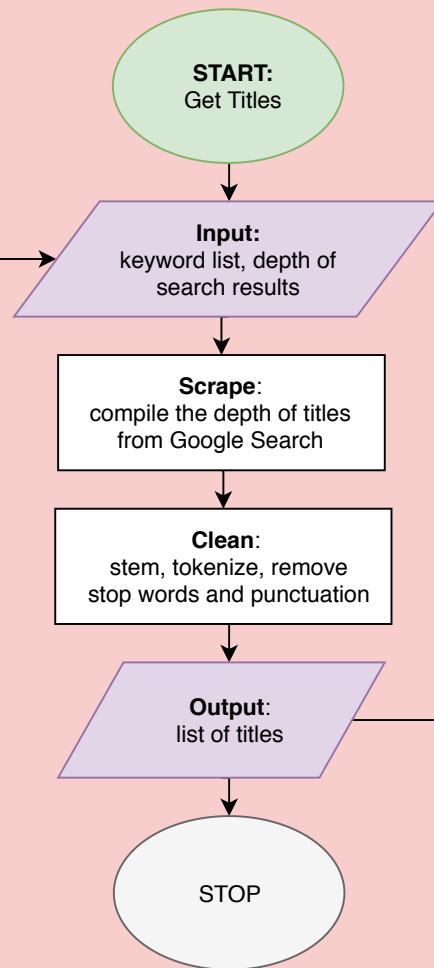 START:
Get Titles
Input:
keyword list, depth of
search results
Scrape:
compile the depth of titles
from Google Search
Clean:
stem, tokenize, remove
stop words and punctuation
Output:
list of titles
STOP